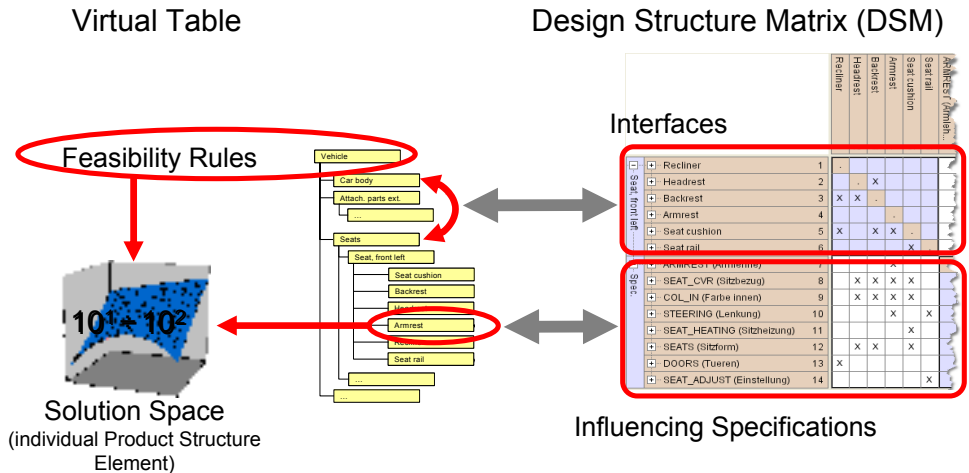 Virtual Table
Design Structure Matrix (DSM)
Recliner
Headrest
Backrest
Armrest
Seat cushion
Seat rail
ARMREST (Armleh...
Interfaces
Feasibility Rules
Vehicle
Car body
Attach. parts ext.
...
Seats
Seat, front left
Seat cushion
Backrest
Headrest
Armrest
Seat rail
...
...
Seat, front left
Recliner 1 .
Headrest 2 . X
Backrest 3 X X .
Armrest 4 .
Seat cushion 5 X X X .
Seat rail 6 X .
Spec.
ARMREST (Armlehne) 7 X
SEAT_CVR (Sitzbezug) 8 X X X X
COL_IN (Farbe innen) 9 X X X X
STEERING (Lenkung) 10 X X
SEAT_HEATING (Sitzheizung) 11 X
SEATS (Sitzform) 12 X X X
DOORS (Tueren) 13 X
SEAT_ADJUST (Einstellung) 14 X
10¹ ÷ 10²
Solution Space
(individual Product Structure
Element)
Influencing Specifications